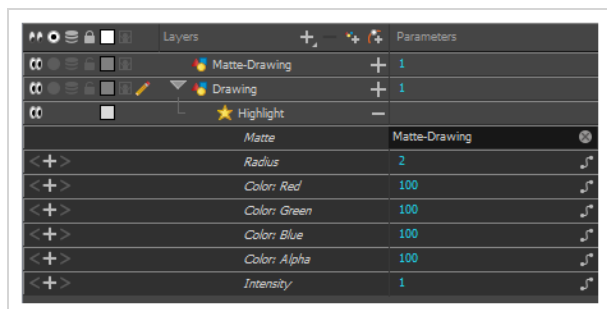 Layers Parameters
Matte-Drawing 1
Drawing 1
Highlight
Matte Matte-Drawing
Radius 2
Color: Red 100
Color: Green 100
Color: Blue 100
Color: Alpha 100
Intensity 1